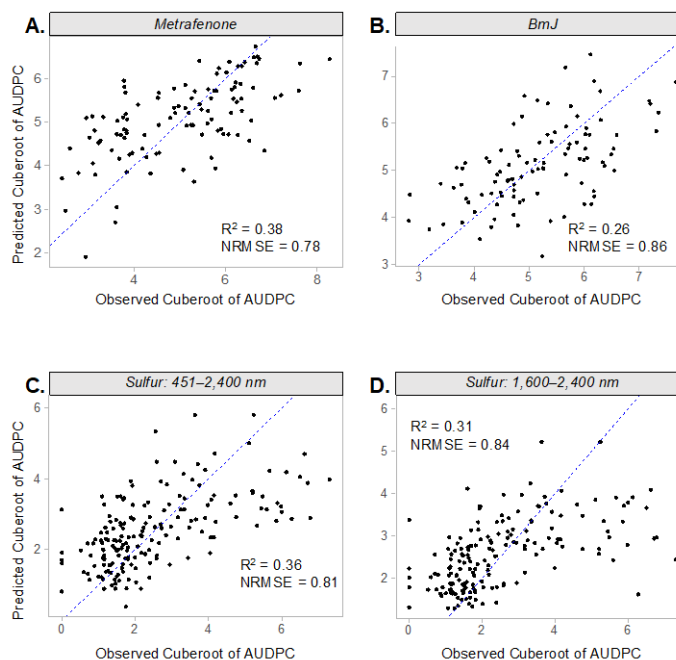 A.
Metrafenone
6
5
4
3
2
4
6
8
R² = 0.38
NRMSE = 0.78
Predicted Cuberoot of AUDPC
Observed Cuberoot of AUDPC
B.
BmJ
7
6
5
4
3
3
4
5
6
7
R² = 0.26
NRMSE = 0.86
Observed Cuberoot of AUDPC
C.
Sulfur: 451–2,400 nm
6
4
2
0
2
4
6
R² = 0.36
NRMSE = 0.81
Predicted Cuberoot of AUDPC
Observed Cuberoot of AUDPC
D.
Sulfur: 1,600–2,400 nm
6
5
4
3
2
0
2
4
6
R² = 0.31
NRMSE = 0.84
Observed Cuberoot of AUDPC